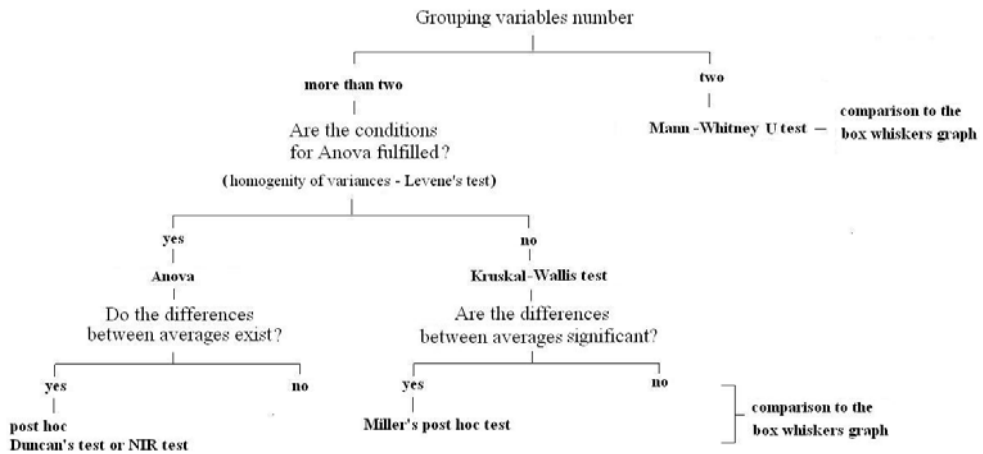 Grouping variables number
more than two
two
Are the conditions
for Anova fulfilled?
(homogenity of variances - Levene's test)
Mann -Whitney U test
comparison to the
box whiskers graph
yes
no
Anova
Kruskal-Wallis test
Do the differences
between averages exist?
Are the differences
between averages significant?
yes
no
yes
no
post hoc
Duncan's test or NIR test
Miller's post hoc test
comparison to the
box whiskers graph